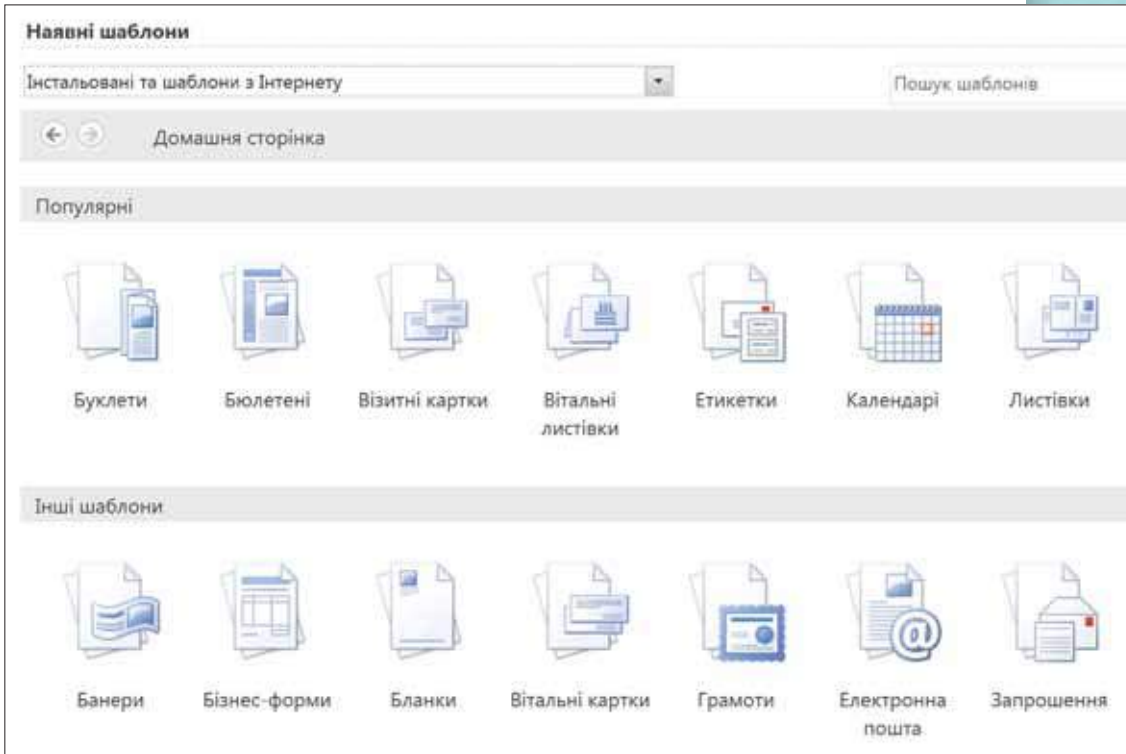 Наявні шаблони
Інстальовані та шаблони з Інтернету
Пошук шаблонів
Домашня сторінка
Популярні
Буклети
Бюлетені
Візитні картки
Вітальні
листівки
Етикетки
Календарі
Листівки
Інші шаблони
Банери
Бізнес-форми
Бланки
Вітальні картки
Грамоти
Електронна
пошта
Запрошення